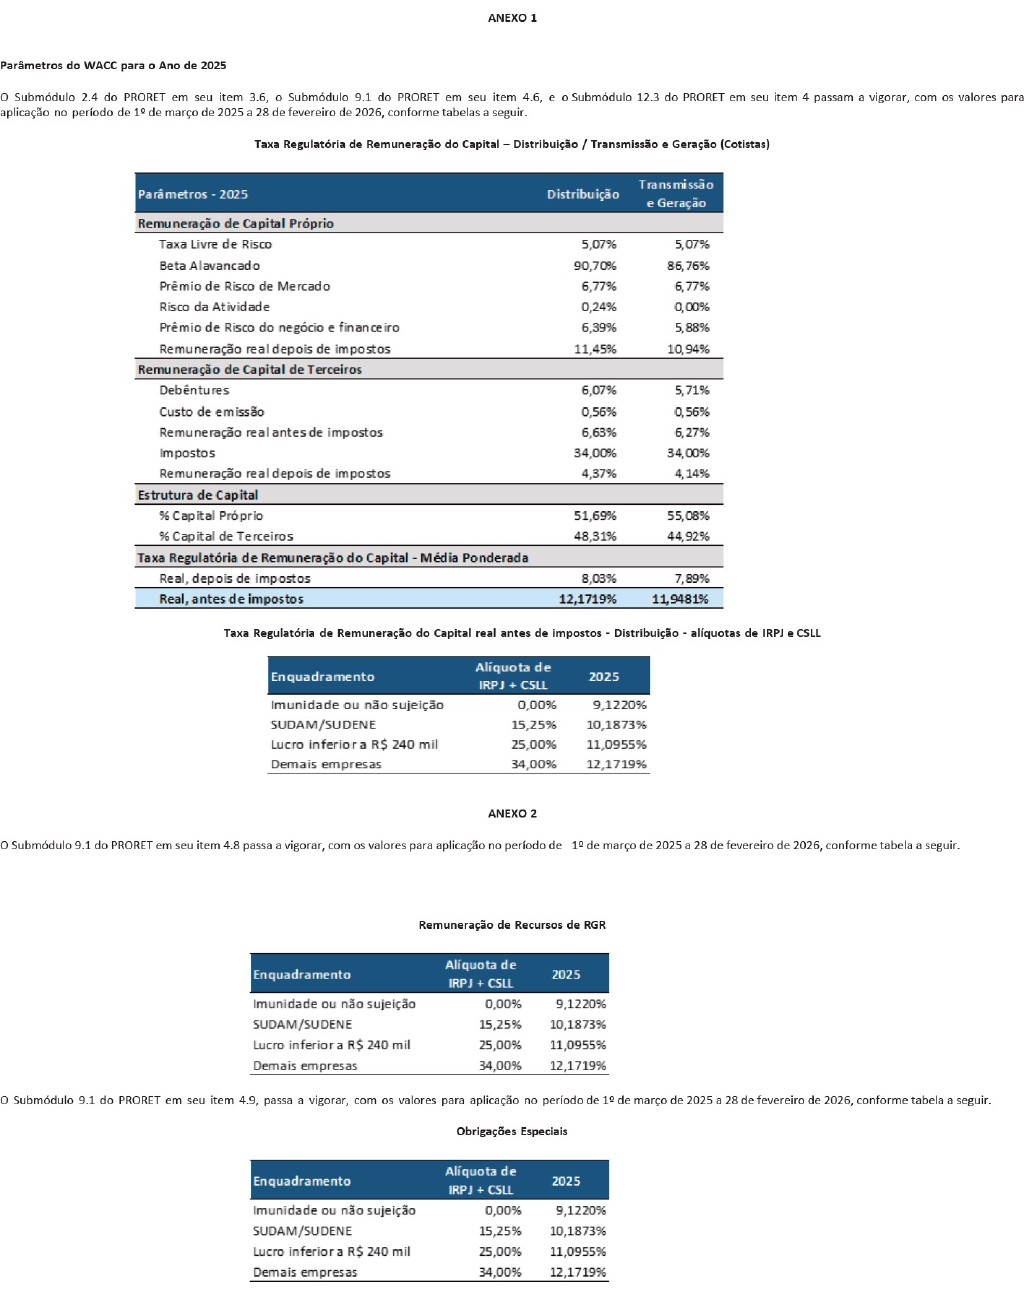 ANEXO 1
Parâmetros do WACC para o Ano de 2025
O Submódulo 2.4 do PRORET em seu item 3.6, o Submódulo 9.1 do PRORET em seu item 4.6, e o Submódulo 12.3 do PRORET em seu item 4 passam a vigorar, com os valores para
aplicação no período de 1º de março de 2025 a 28 de fevereiro de 2026, conforme tabelas a seguir.
Taxa Regulatória de Remuneração do Capital – Distribuição / Transmissão e Geração (Cotistas)
Parâmetros - 2025 Distribuição Transmissão e Geração
Remuneração de Capital Próprio
Taxa Livre de Risco 5,07% 5,07%
Beta Alavancado 90,70% 86,76%
Prêmio de Risco de Mercado 6,77% 6,77%
Risco da Atividade 0,24% 0,00%
Prêmio de Risco do negócio e financeiro 6,39% 5,88%
Remuneração real depois de impostos 11,45% 10,94%
Remuneração de Capital de Terceiros
Debêntures 6,07% 5,71%
Custo de emissão 0,56% 0,56%
Remuneração real antes de impostos 6,63% 6,27%
Impostos 34,00% 34,00%
Remuneração real depois de impostos 4,37% 4,14%
Estrutura de Capital
% Capital Próprio 51,69% 55,08%
% Capital de Terceiros 48,31% 44,92%
Taxa Regulatória de Remuneração do Capital - Média Ponderada
Real, depois de impostos 8,03% 7,89%
Real, antes de impostos 12,1719% 11,9481%
Taxa Regulatória de Remuneração do Capital real antes de impostos - Distribuição - alíquotas de IRPJ e CSLL
Enquadramento Alíquota de IRPJ + CSLL 2025
Imunidade ou não sujeição 0,00% 9,1220%
SUDAM/SUDENE 15,25% 10,1873%
Lucro inferior a R$ 240 mil 25,00% 11,0955%
Demais empresas 34,00% 12,1719%
ANEXO 2
O Submódulo 9.1 do PRORET em seu item 4.8 passa a vigorar, com os valores para aplicação no período de 1º de março de 2025 a 28 de fevereiro de 2026, conforme tabela a seguir.
Remuneração de Recursos de RGR
Enquadramento Alíquota de IRPJ + CSLL 2025
Imunidade ou não sujeição 0,00% 9,1220%
SUDAM/SUDENE 15,25% 10,1873%
Lucro inferior a R$ 240 mil 25,00% 11,0955%
Demais empresas 34,00% 12,1719%
O Submódulo 9.1 do PRORET em seu item 4.9, passa a vigorar, com os valores para aplicação no período de 1º de março de 2025 a 28 de fevereiro de 2026, conforme tabela a seguir.
Obrigações Especiais
Enquadramento Alíquota de IRPJ + CSLL 2025
Imunidade ou não sujeição 0,00% 9,1220%
SUDAM/SUDENE 15,25% 10,1873%
Lucro inferior a R$ 240 mil 25,00% 11,0955%
Demais empresas 34,00% 12,1719%